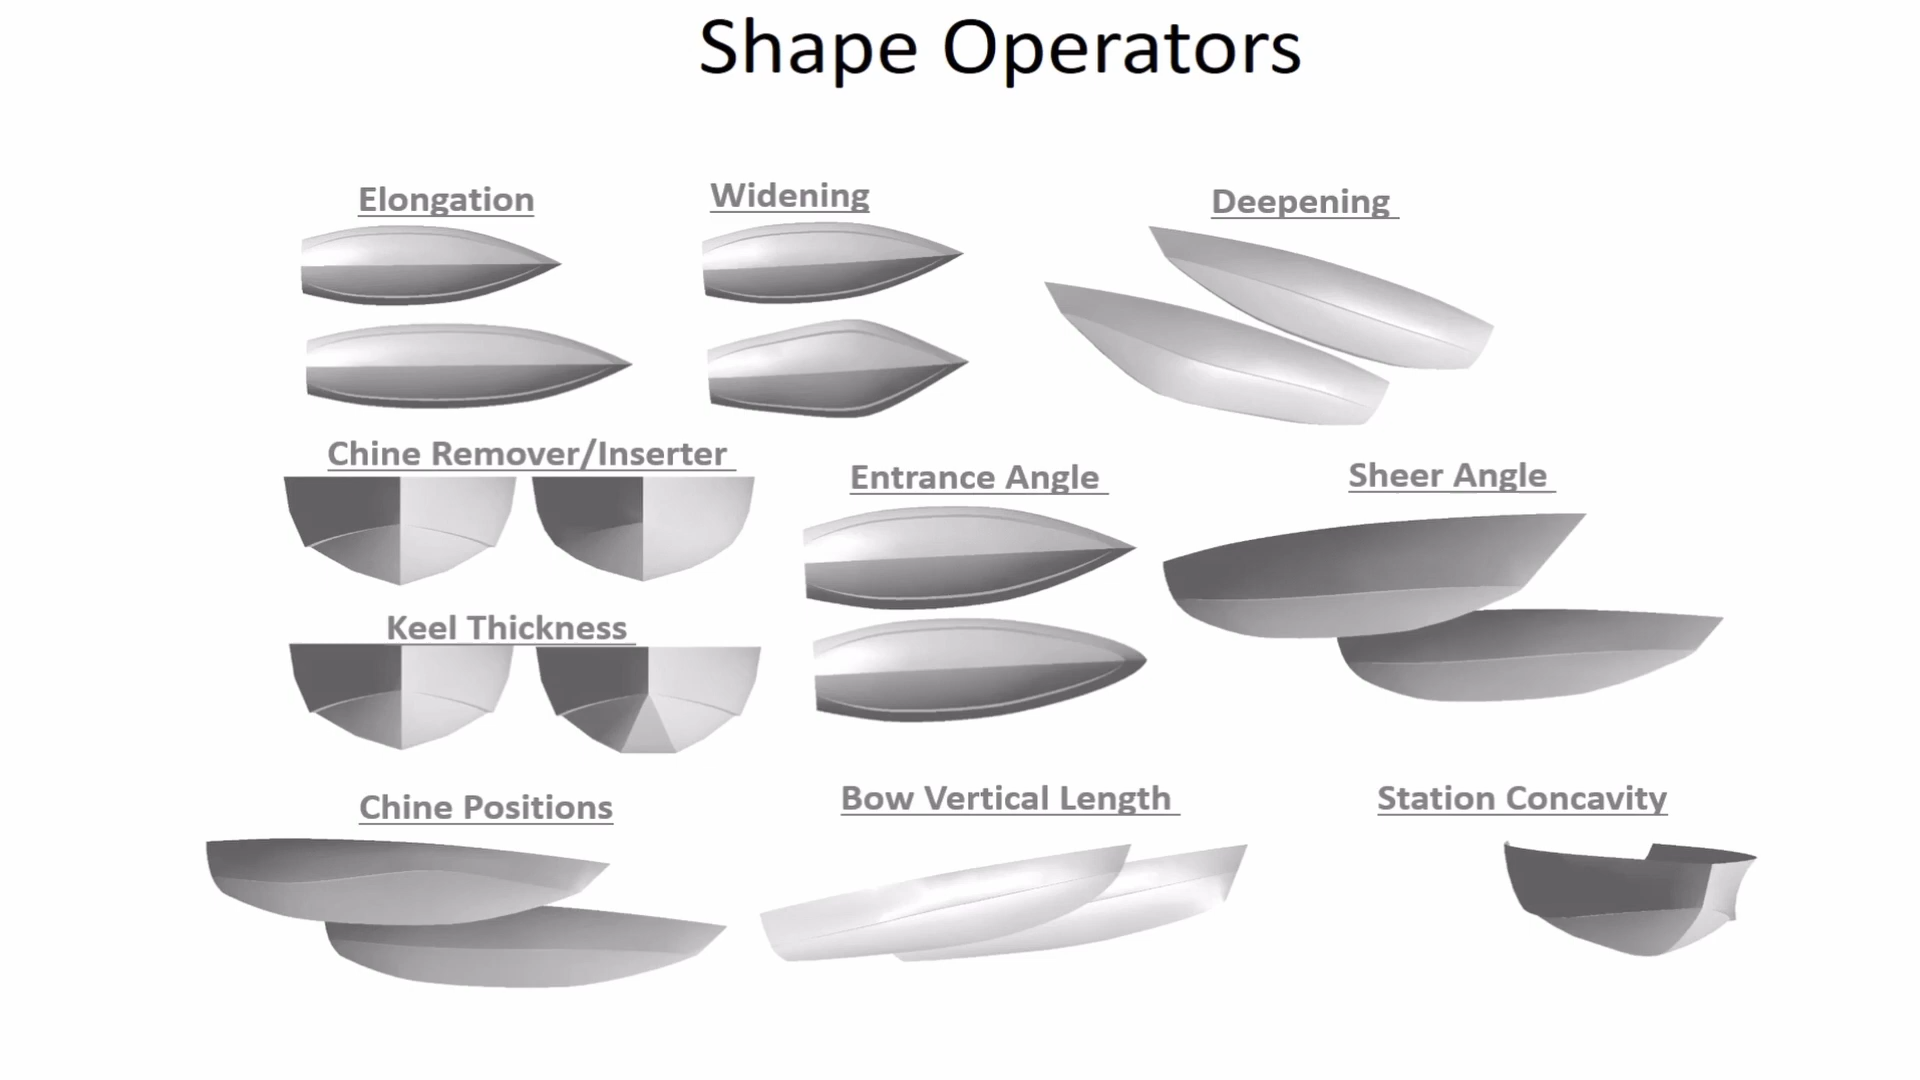 Shape Operators
Elongation
Widening
Deepening
Chine Remover/Inserter
Entrance Angle
Sheer Angle
Keel Thickness
Chine Positions
Bow Vertical Length
Station Concavity